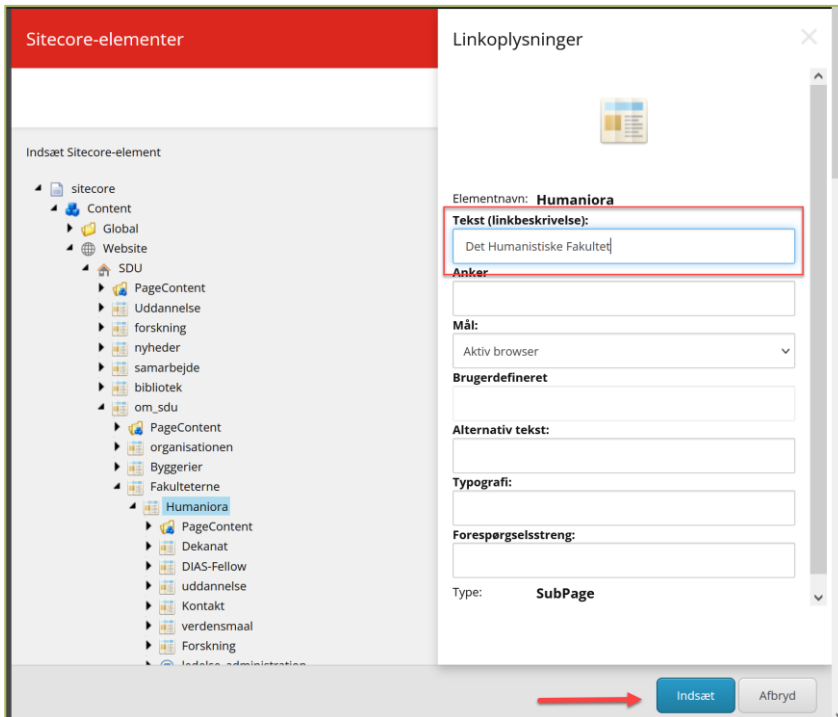 Sitecore-elementer
Indsæt Sitecore-element
sitecore
Content
Global
Website
SDU
PageContent
Uddannelse
forskning
nyheder
samarbejde
bibliotek
om_sdu
PageContent
organisationen
Byggerier
Fakulteterne
Humaniora
PageContent
Dekanat
DIAS-Fellow
uddannelse
Kontakt
verdensmaal
Forskning
ledelse_administration
Linkoplysninger
Elementnavn: Humaniora
Tekst (linkbeskrivelse):
Det Humanistiske Fakultet
Anker
Mål:
Aktiv browser
Brugerdefineret
Alternativ tekst:
Typografi:
Forespørgselsstreng:
Type: SubPage
Indsæt Afbryd